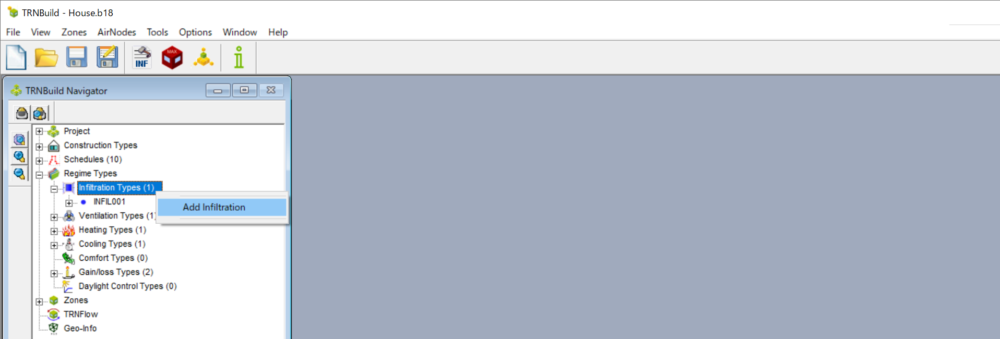 TRNBuild - House.b18
File View Zones AirNodes Tools Options Window Help
INF MAX i
TRNBuild Navigator
Project
Construction Types
Schedules (10)
Regime Types
Infiltration Types (1)
INFIL001
Add Infiltration
Ventilation Types (1)
Heating Types (1)
Cooling Types (1)
Comfort Types (0)
Gain/loss Types (2)
Daylight Control Types (0)
Zones
TRNFlow
Geo-Info